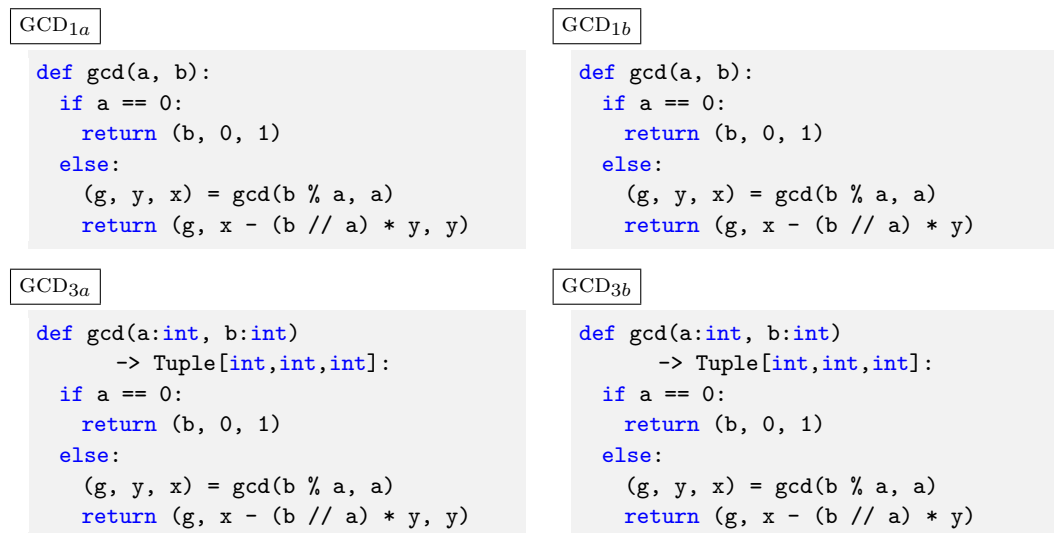 GCD1a
def gcd(a, b):
  if a == 0:
    return (b, 0, 1)
  else:
    (g, y, x) = gcd(b % a, a)
    return (g, x - (b // a) * y, y)
GCD1b
def gcd(a, b):
  if a == 0:
    return (b, 0, 1)
  else:
    (g, y, x) = gcd(b % a, a)
    return (g, x - (b // a) * y)
GCD3a
def gcd(a:int, b:int)
       -> Tuple[int,int,int]:
  if a == 0:
    return (b, 0, 1)
  else:
    (g, y, x) = gcd(b % a, a)
    return (g, x - (b // a) * y, y)
GCD3b
def gcd(a:int, b:int)
       -> Tuple[int,int,int]:
  if a == 0:
    return (b, 0, 1)
  else:
    (g, y, x) = gcd(b % a, a)
    return (g, x - (b // a) * y)